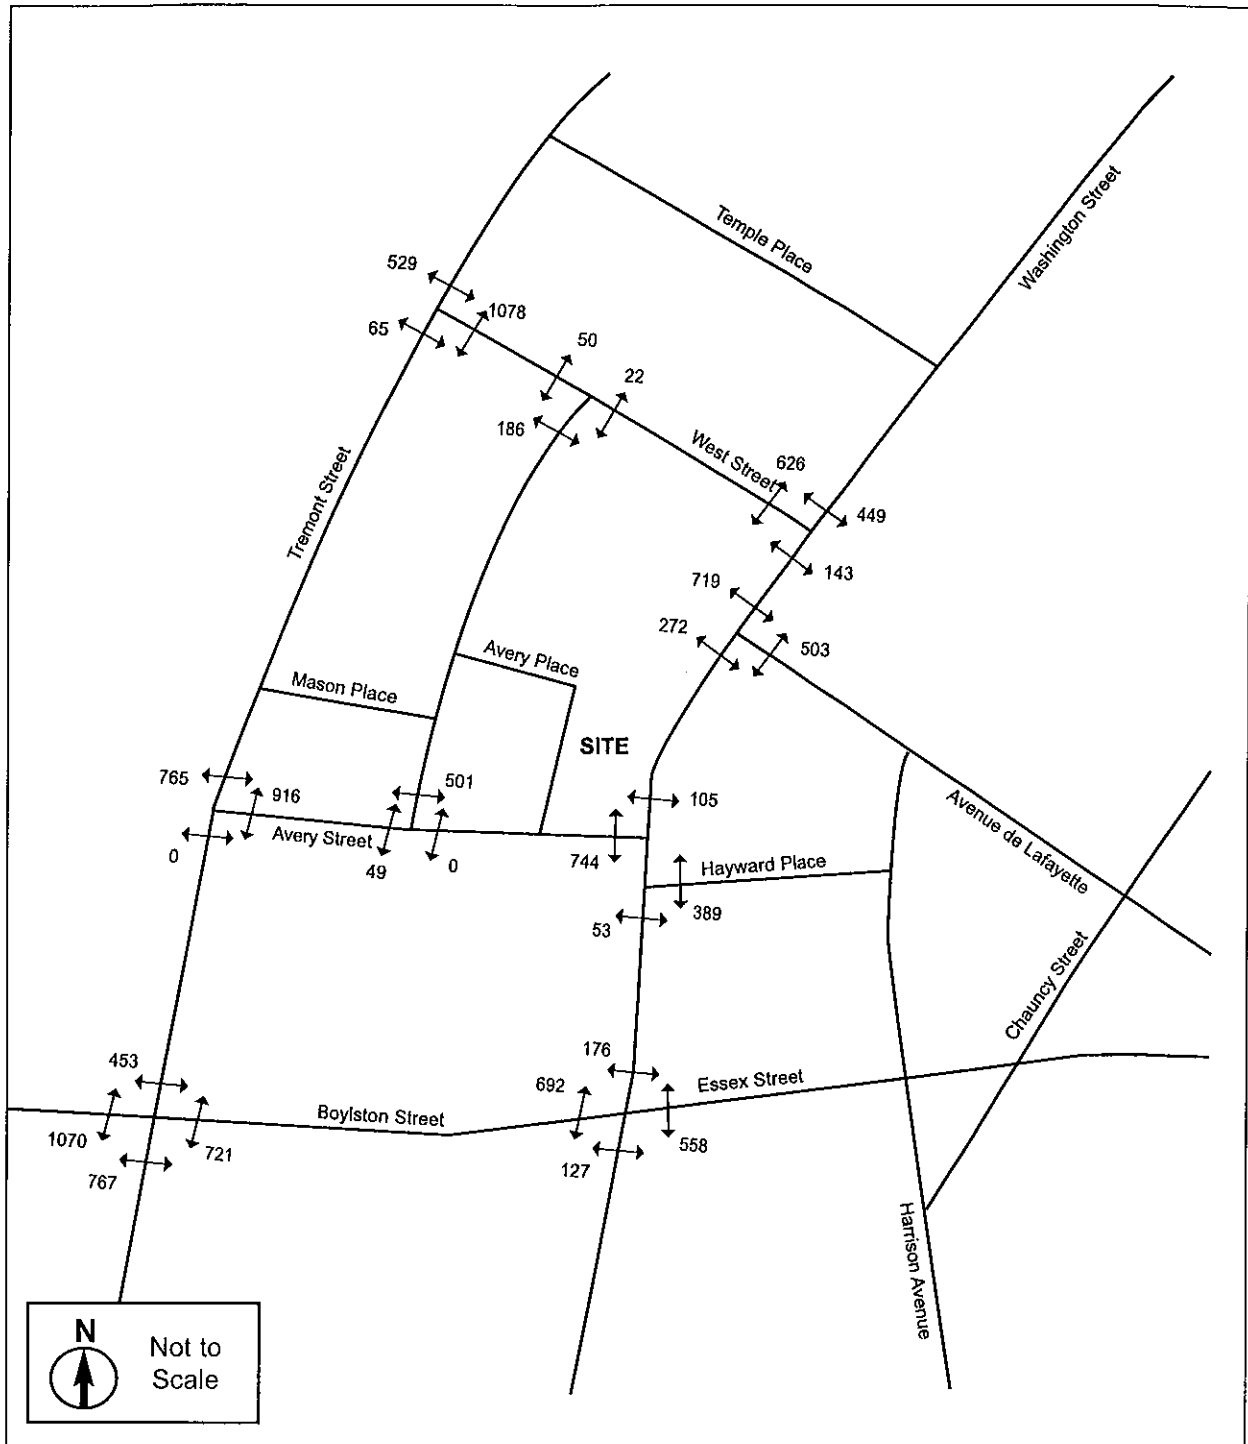 Temple Place
Washington Street
529
1078
65
50
22
186
West Street
626
449
143
Tremont Street
719
272
503
Avery Place
Mason Place
SITE
765
916
501
105
Avery Street
0
49
0
744
Hayward Place
389
53
Avenue de Lafayette
Chauncy Street
453
176
692
Essex Street
Boylston Street
1070
721
767
558
127
Harrison Avenue
N
Not to
Scale